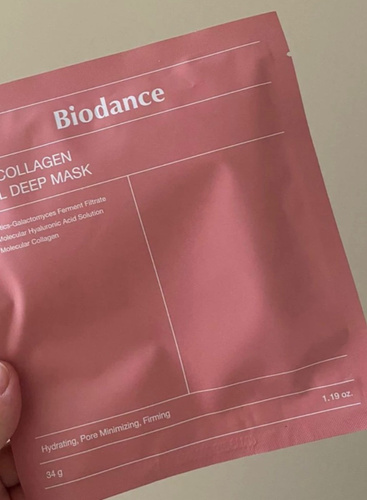 Biodance
COLLAGEN
L DEEP MASK
tics-Galactomyces Ferment Filtrate
Molecular Hyaluronic Acid Solution
Molecular Collagen
Hydrating, Pore Minimizing, Firming
34 g
1.19 oz.